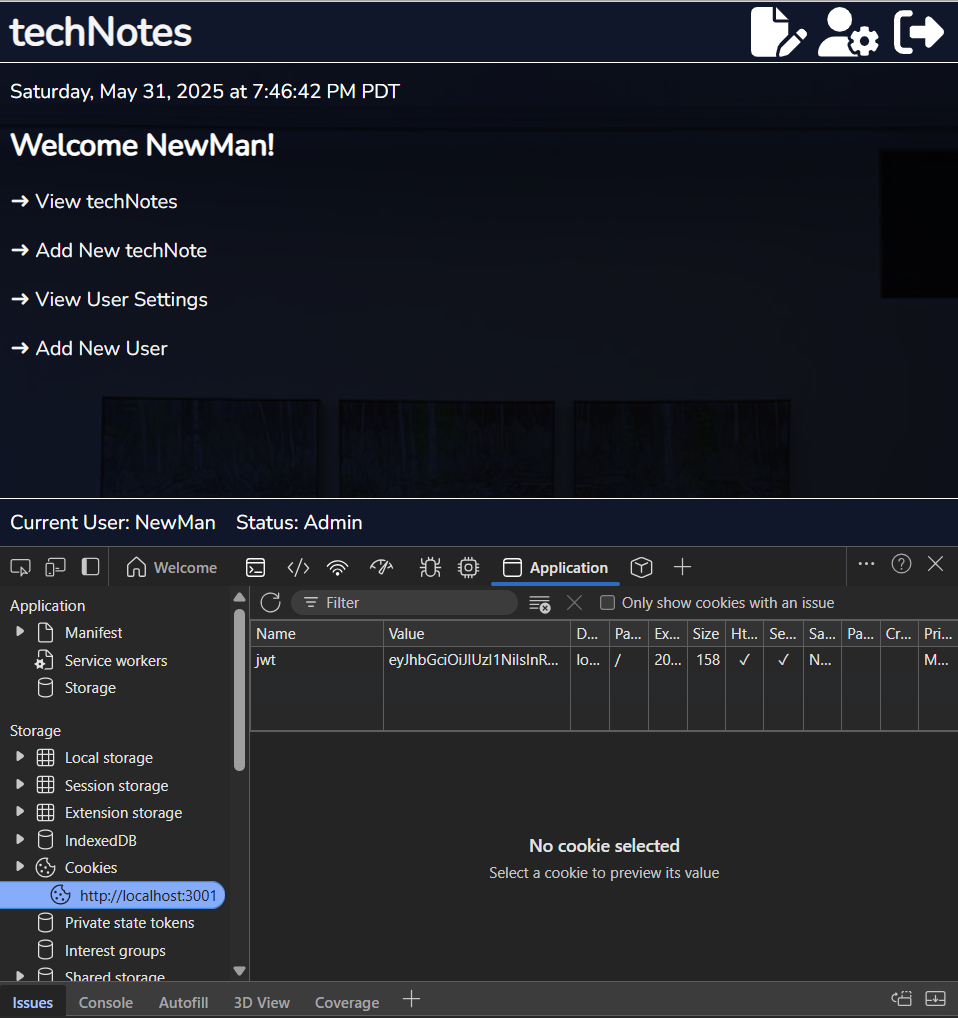 techNotes
Saturday, May 31, 2025 at 7:46:42 PM PDT
Welcome NewMan!
➜ View techNotes
➜ Add New techNote
➜ View User Settings
➜ Add New User
Current User: NewMan Status: Admin
Welcome Application
Application
Manifest
Service workers
Storage
Storage
Local storage
Session storage
Extension storage
IndexedDB
Cookies
http://localhost:3001
Private state tokens
Interest groups
Shared storage
Filter Only show cookies with an issue
Name Value D... Pa... Ex... Size Ht... Se... Sa... Pa... Cr... Pri...
jwt eyJhbGciOiJIUzI1NiIsInR... lo... / 20... 158 ✓ ✓ N... M...
No cookie selected
Select a cookie to preview its value
Issues Console Autofill 3D View Coverage